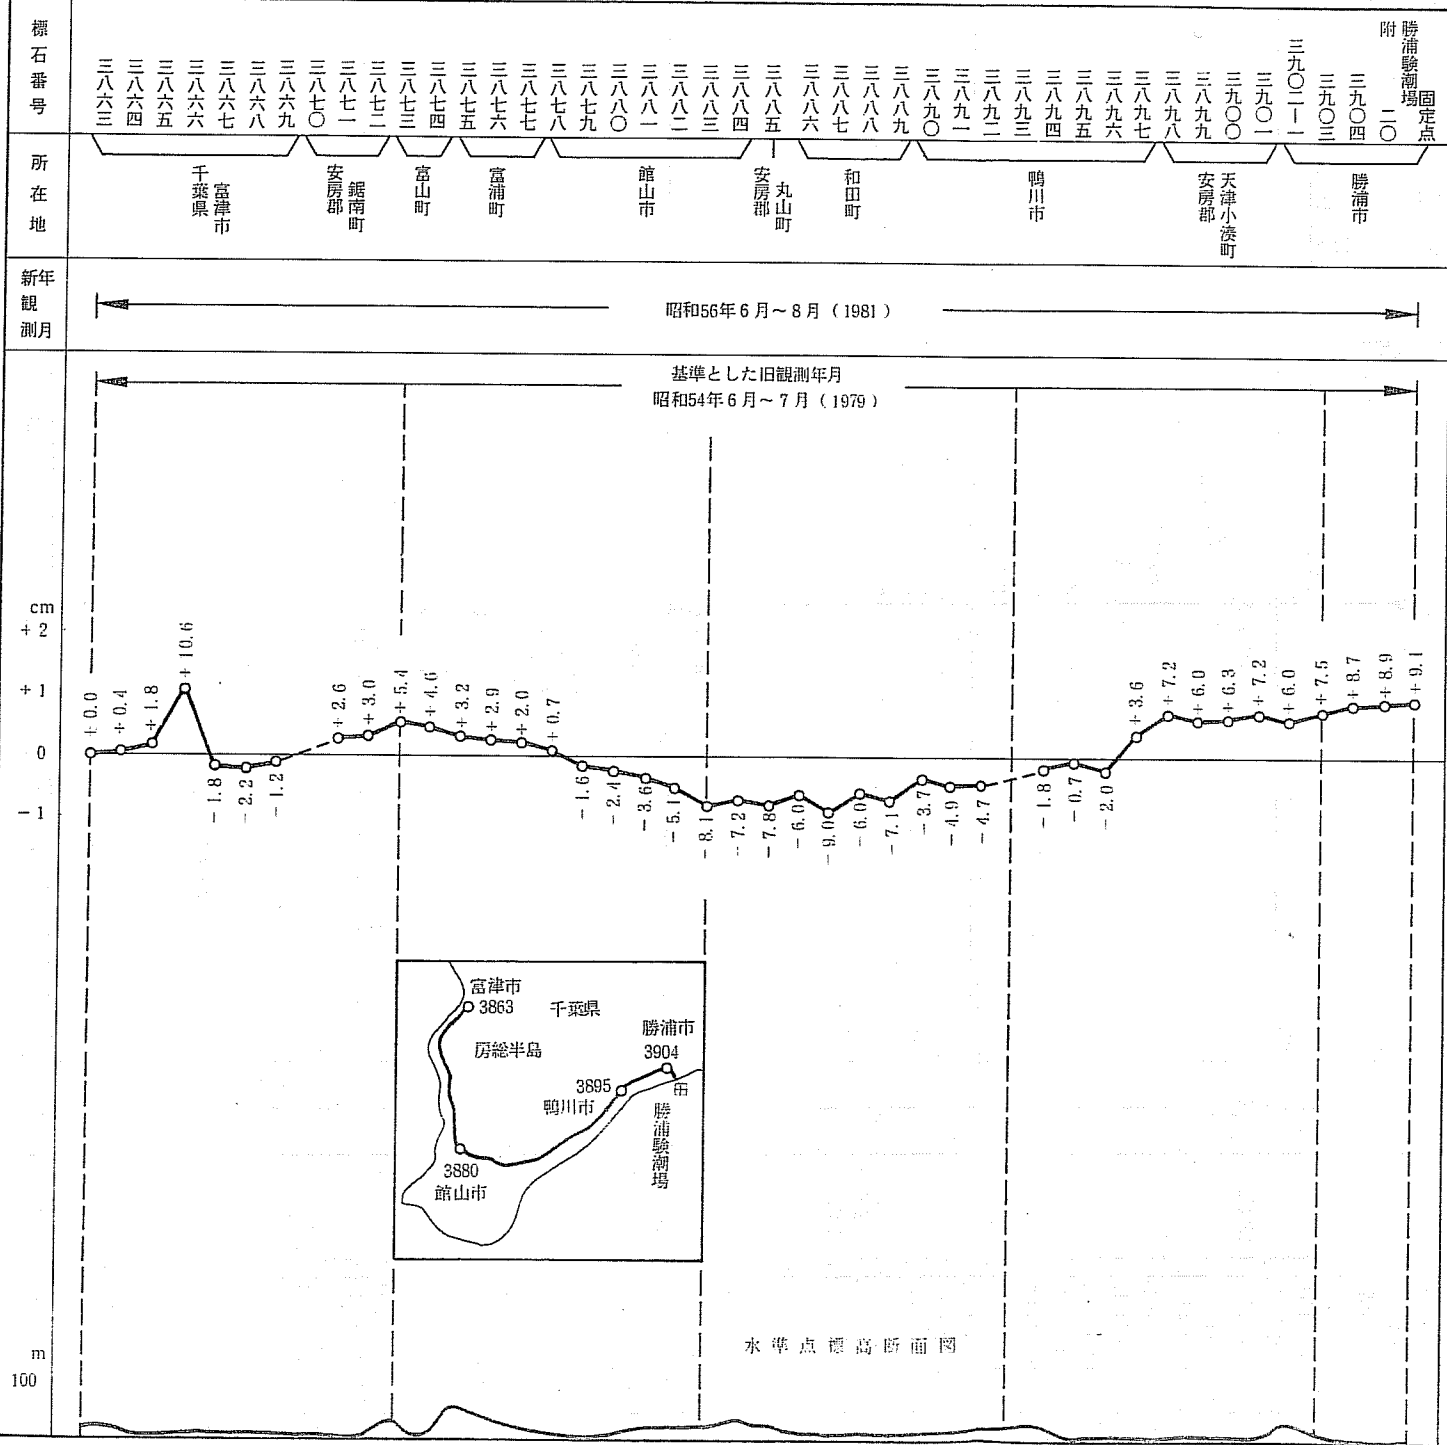 標石番号
三八六三
三八六四
三八六五
三八六六
三八六七
三八六八
三八六九
三八七〇
三八七一
三八七二
三八七三
三八七四
三八七五
三八七六
三八七七
三八七八
三八七九
三八八〇
三八八一
三八八二
三八八三
三八八四
三八八五
三八八六
三八八七
三八八八
三八八九
三八九〇
三八九一
三八九二
三八九三
三八九四
三八九五
三八九六
三八九七
三八九八
三八九九
三九〇〇
三九〇一
三九〇二ー一
三九〇三
三九〇四
附 二〇
勝浦験潮場
固定点
所在地
千葉県
富津市
安房郡
鋸南町
富山町
富浦町
館山市
安房郡
丸山町
和田町
鴨川市
安房郡
天津小湊町
勝浦市
新年
観
測月
昭和56年6月～8月（1981）
基準とした旧観測年月
昭和54年6月～7月（1979）
cm
+ 2
+ 1
0
− 1
+ 0.0
+ 0.4
+ 1.8
+ 10.6
− 1.8
− 2.2
− 1.2
+ 2.6
+ 3.0
+ 5.4
+ 4.6
+ 3.2
+ 2.9
+ 2.0
+ 0.7
− 1.6
− 2.4
− 3.6
− 5.1
− 8.1
− 7.2
− 7.8
− 6.0
− 9.0
− 6.0
− 7.1
− 3.7
− 4.9
− 4.7
− 1.8
− 0.7
− 2.0
+ 3.6
+ 7.2
+ 6.0
+ 6.3
+ 7.2
+ 6.0
+ 7.5
+ 8.7
+ 8.9
+ 9.1
富津市
3863
千葉県
房総半島
勝浦市
3904
3895
鴨川市
勝浦験潮場
3880
館山市
水準点標高断面図
m
100